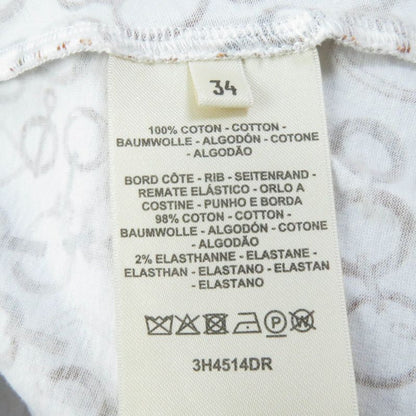 34
100% COTON - COTTON -
BAUMWOLLE - ALGODÓN - COTONE
- ALGODÃO
BORD CÔTE - RIB - SEITENRAND -
REMATE ELÁSTICO - ORLO A
COSTINE - PUNHO E BORDA
98% COTON - COTTON -
BAUMWOLLE - ALGODÓN - COTONE
- ALGODÃO
2% ELASTHANNE - ELASTANE -
ELASTHAN - ELASTANO - ELASTAN
- ELASTANO
P W
3H4514DR